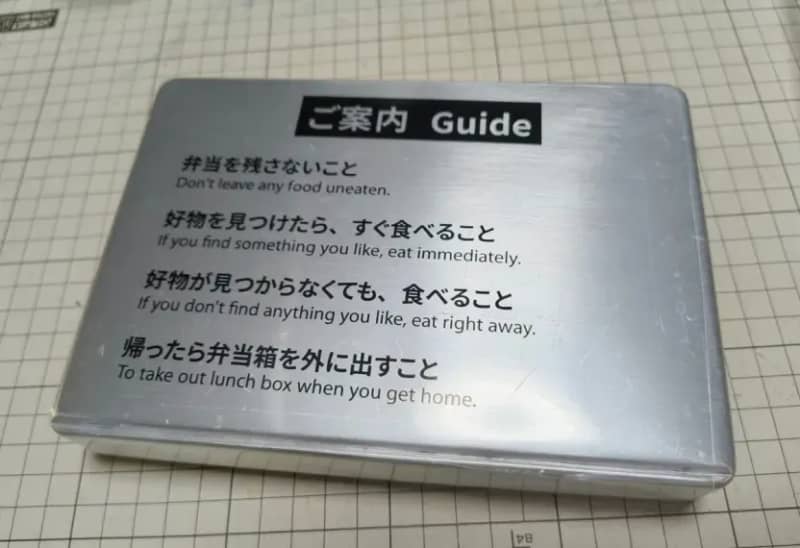 ご案内 Guide
弁当を残さないこと
Don't leave any food uneaten.
好物を見つけたら、すぐ食べること
If you find something you like, eat immediately.
好物が見つからなくても、食べること
If you don't find anything you like, eat right away.
帰ったら弁当箱を外に出すこと
To take out lunch box when you get home.